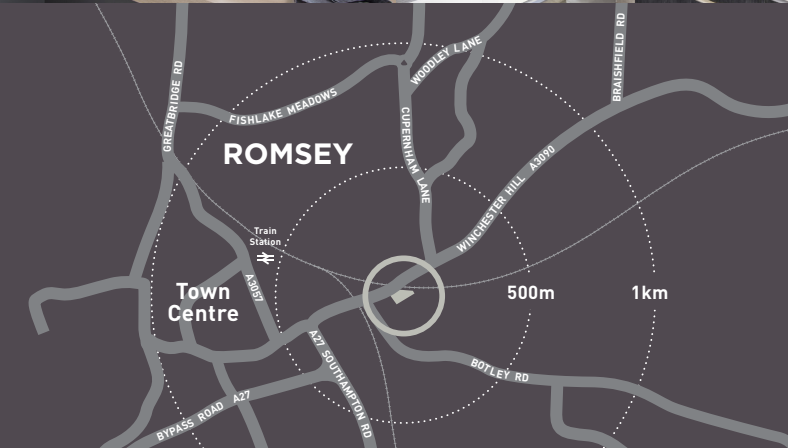 BRAISHFIELD RD
WOODLEY LANE
GREATBRIDGE RD
FISHLAKE MEADOWS
CUPERNHAM LANE
ROMSEY
WINCHESTER HILL A3090
Train
Station
Town
Centre
A3057
500m
1km
A27 SOUTHAMPTON RD
BOTLEY RD
BYPASS ROAD A27